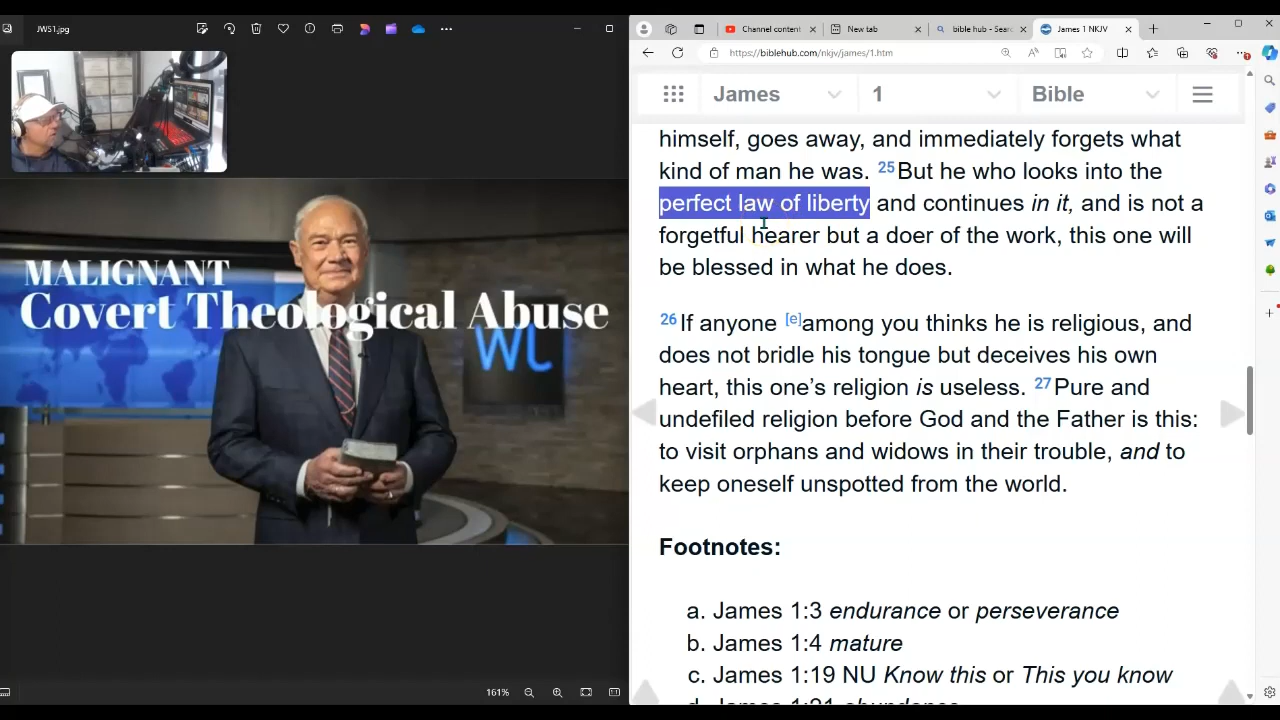 JWS1.jpg
MALIGNANT
Covert Theological Abuse
WC
161%
Channel content
New tab
bible hub - Searc
James 1 NKJV
https://biblehub.com/nkjv/james/1.htm
James
1
Bible
himself, goes away, and immediately forgets what
kind of man he was. 25 But he who looks into the
perfect law of liberty and continues in it, and is not a
forgetful hearer but a doer of the work, this one will
be blessed in what he does.
26 If anyone [e]among you thinks he is religious, and
does not bridle his tongue but deceives his own
heart, this one’s religion is useless. 27 Pure and
undefiled religion before God and the Father is this:
to visit orphans and widows in their trouble, and to
keep oneself unspotted from the world.
Footnotes:
a. James 1:3 endurance or perseverance
b. James 1:4 mature
c. James 1:19 NU Know this or This you know